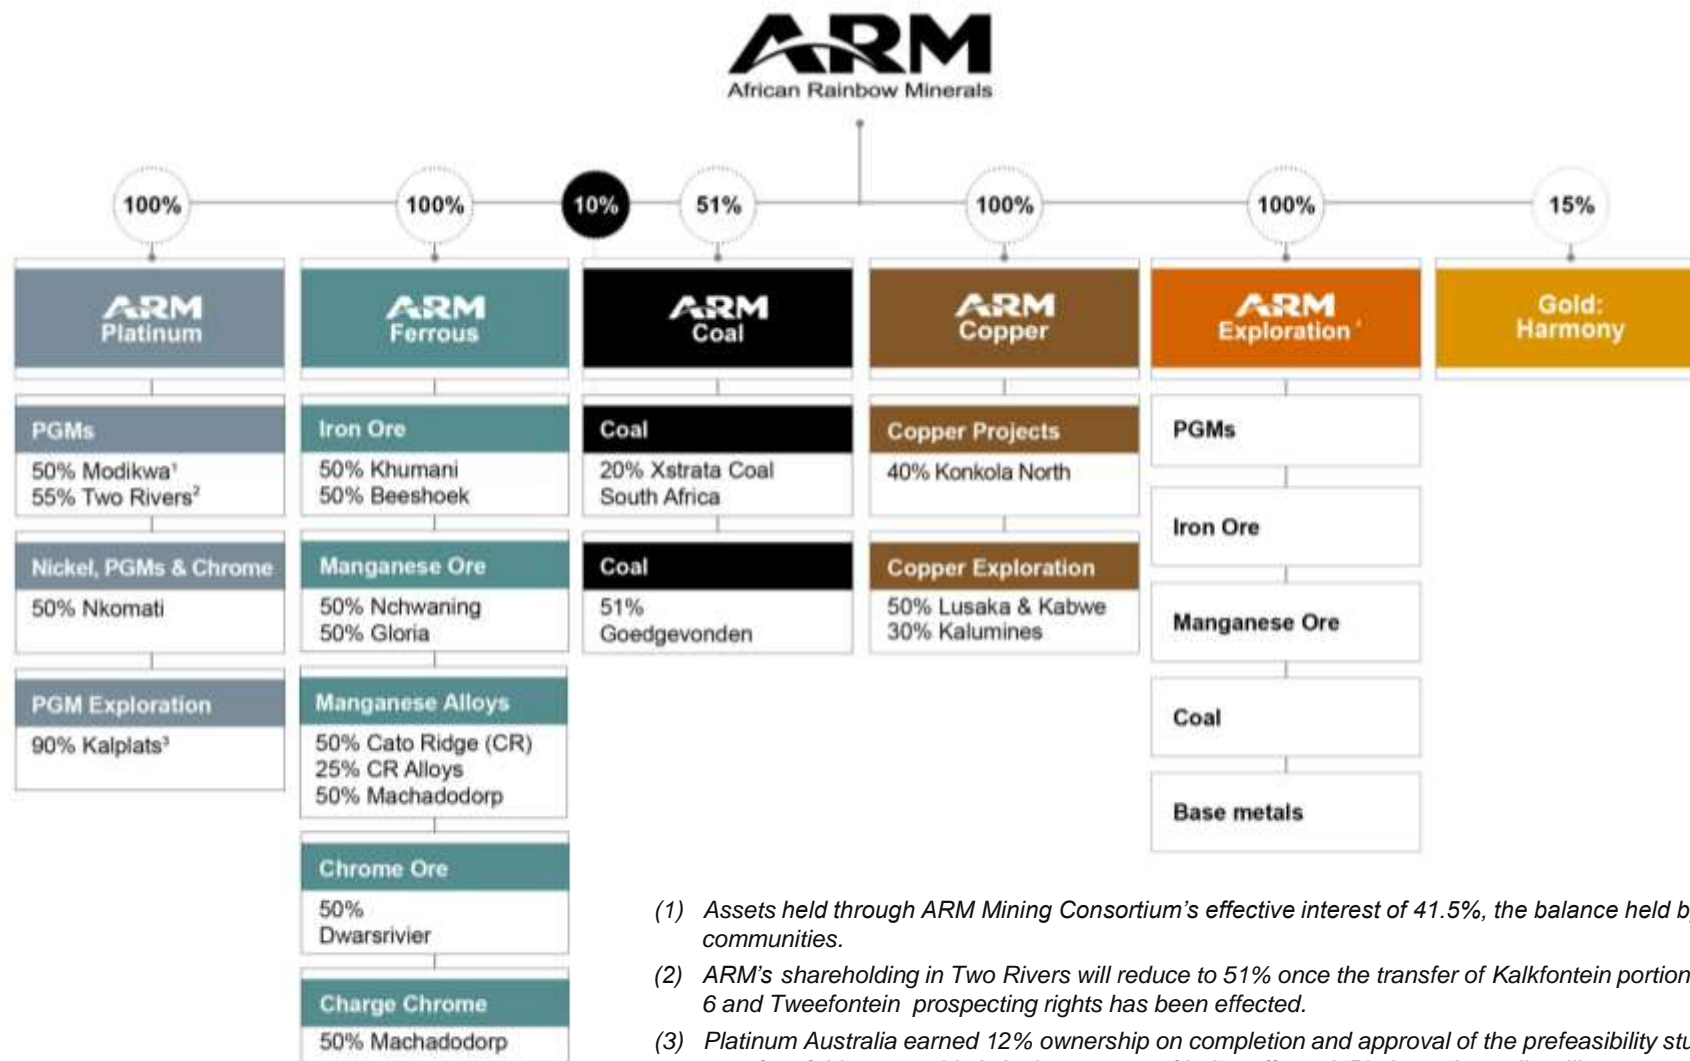 ARM
African Rainbow Minerals
100%
100%
10%
51%
100%
100%
15%
ARM
Platinum
ARM
Ferrous
ARM
Coal
ARM
Copper
ARM
Exploration
Gold:
Harmony
PGMs
50% Modikwa¹
55% Two Rivers²
Nickel, PGMs & Chrome
50% Nkomati
PGM Exploration
90% Kalplats³
Iron Ore
50% Khumani
50% Beeshoek
Manganese Ore
50% Nchwaning
50% Gloria
Manganese Alloys
50% Cato Ridge (CR)
25% CR Alloys
50% Machadodorp
Chrome Ore
50%
Dwarsrivier
Charge Chrome
50% Machadodorp
Coal
20% Xstrata Coal
South Africa
Coal
51%
Goedgevonden
Copper Projects
40% Konkola North
Copper Exploration
50% Lusaka & Kabwe
30% Kalumines
PGMs
Iron Ore
Manganese Ore
Coal
Base metals
(1) Assets held through ARM Mining Consortium's effective interest of 41.5%, the balance held
communities.
(2) ARM's shareholding in Two Rivers will reduce to 51% once the transfer of Kalkfontein portion
6 and Tweefontein prospecting rights has been effected.
(3) Platinum Australia earned 12% ownership on completion and approval of the prefeasibility